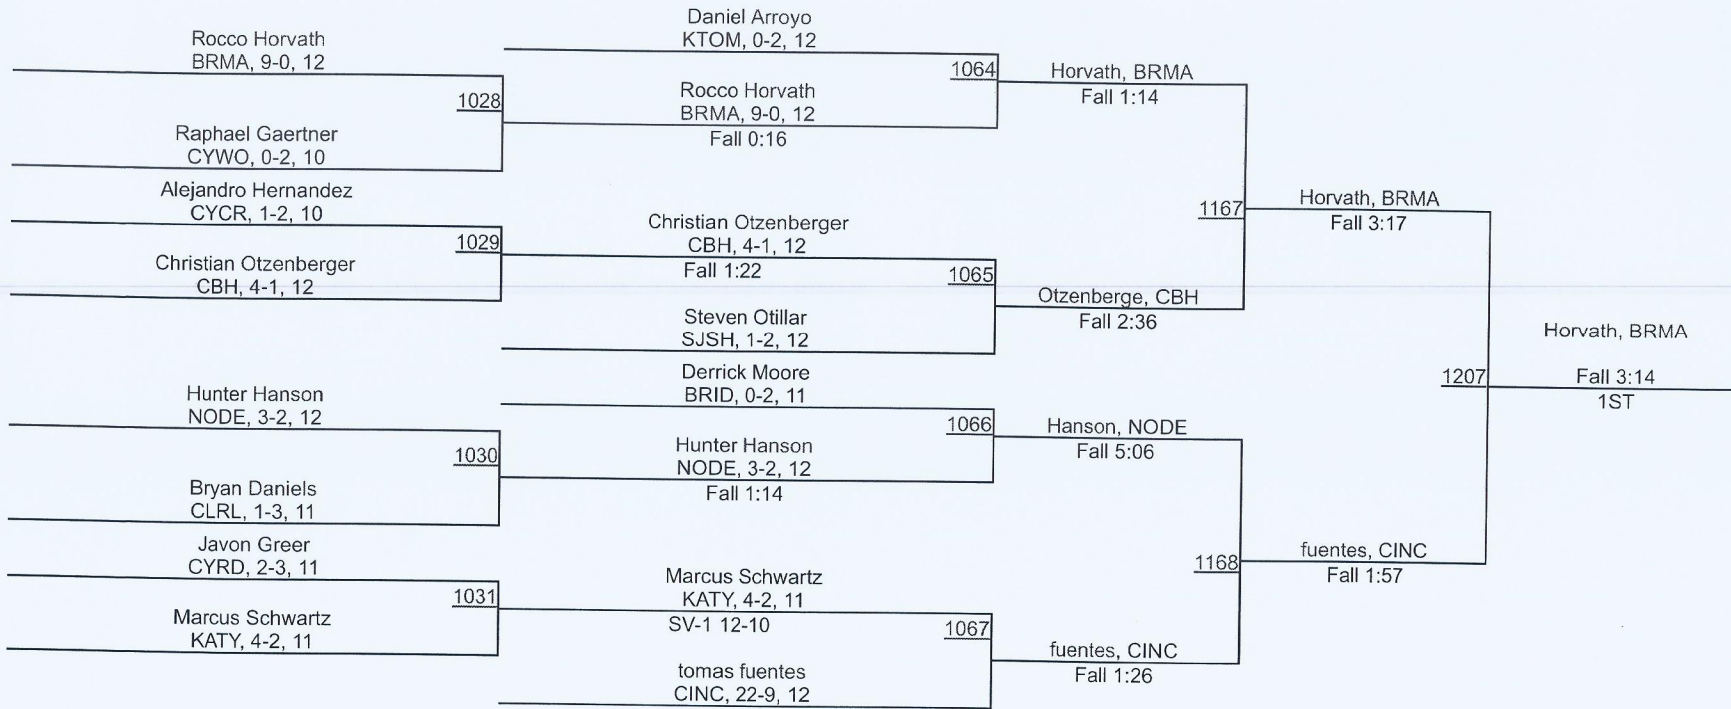 Rocco Horvath
BRMA, 9-0, 12
1028
Raphael Gaertner
CYWO, 0-2, 10
Alejandro Hernandez
CYCR, 1-2, 10
1029
Christian Otzenberger
CBH, 4-1, 12
Hunter Hanson
NODE, 3-2, 12
1030
Bryan Daniels
CLRL, 1-3, 11
Javon Greer
CYRD, 2-3, 11
1031
Marcus Schwartz
KATY, 4-2, 11
Daniel Arroyo
KTOM, 0-2, 12
1064
Rocco Horvath
BRMA, 9-0, 12
Fall 0:16
Christian Otzenberger
CBH, 4-1, 12
Fall 1:22
1065
Steven Otillar
SJSH, 1-2, 12
Derrick Moore
BRID, 0-2, 11
1066
Hunter Hanson
NODE, 3-2, 12
Fall 1:14
Marcus Schwartz
KATY, 4-2, 11
SV-1 12-10
1067
tomas fuentes
CINC, 22-9, 12
Horvath, BRMA
Fall 1:14
1167
Otzenberge, CBH
Fall 2:36
Hanson, NODE
Fall 5:06
1168
fuentes, CINC
Fall 1:26
Horvath, BRMA
Fall 3:17
1207
fuentes, CINC
Fall 1:57
Horvath, BRMA
Fall 3:14
1ST